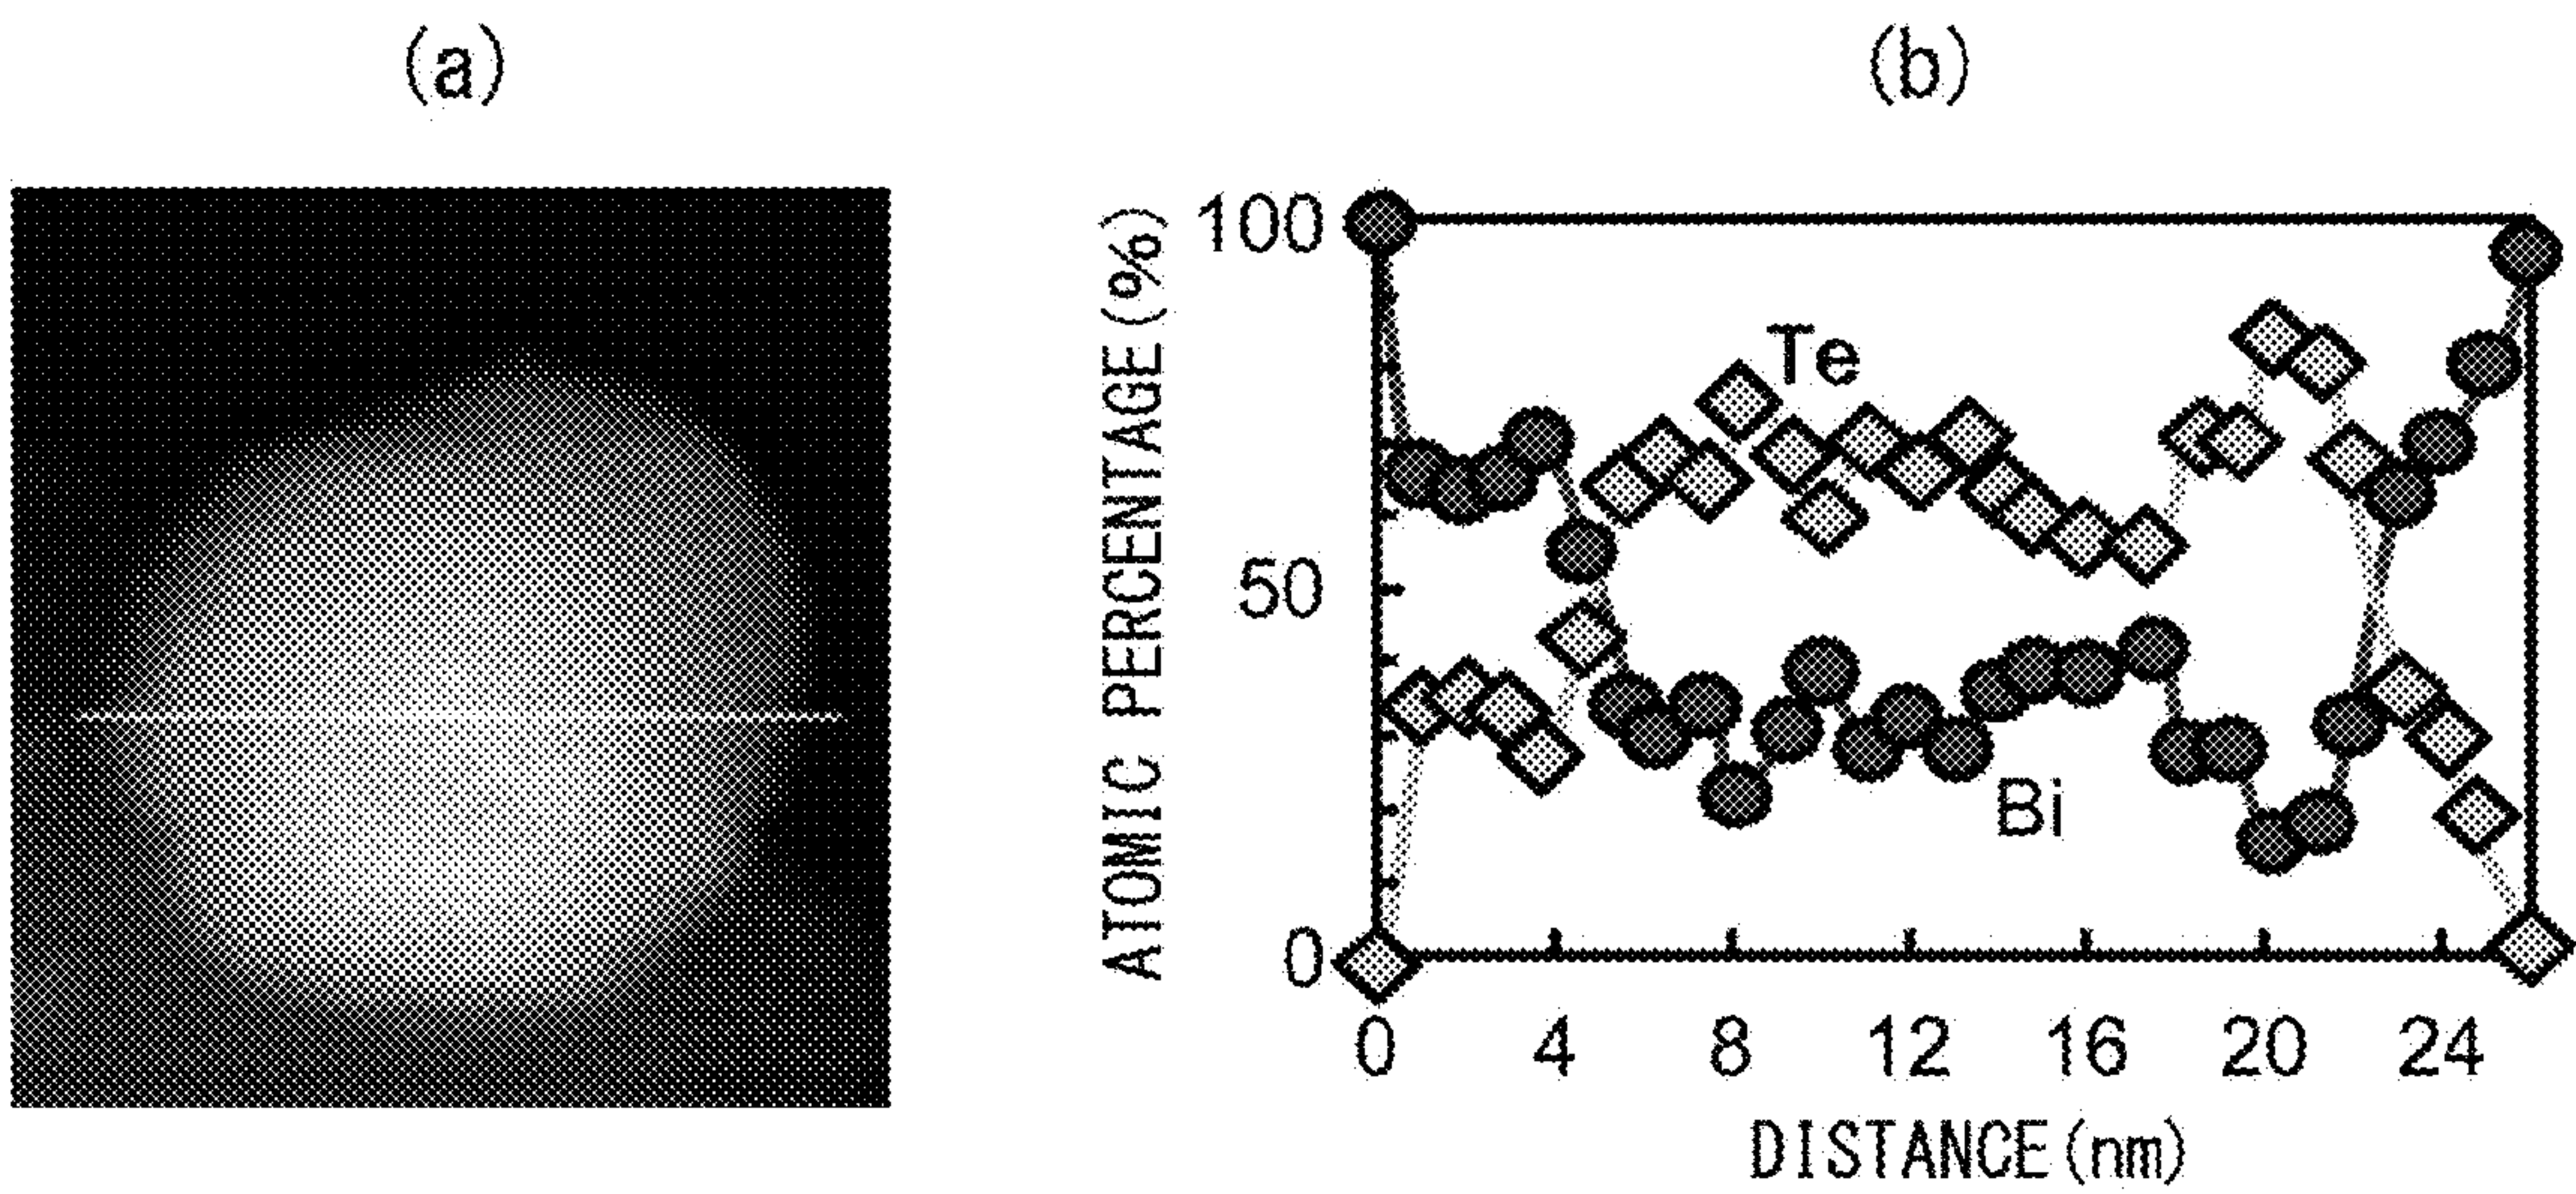 (a)
(b)
ATOMIC PERCENTAGE(%)
100
50
0
Te
Bi
0 4 8 12 16 20 24
DISTANCE(nm)